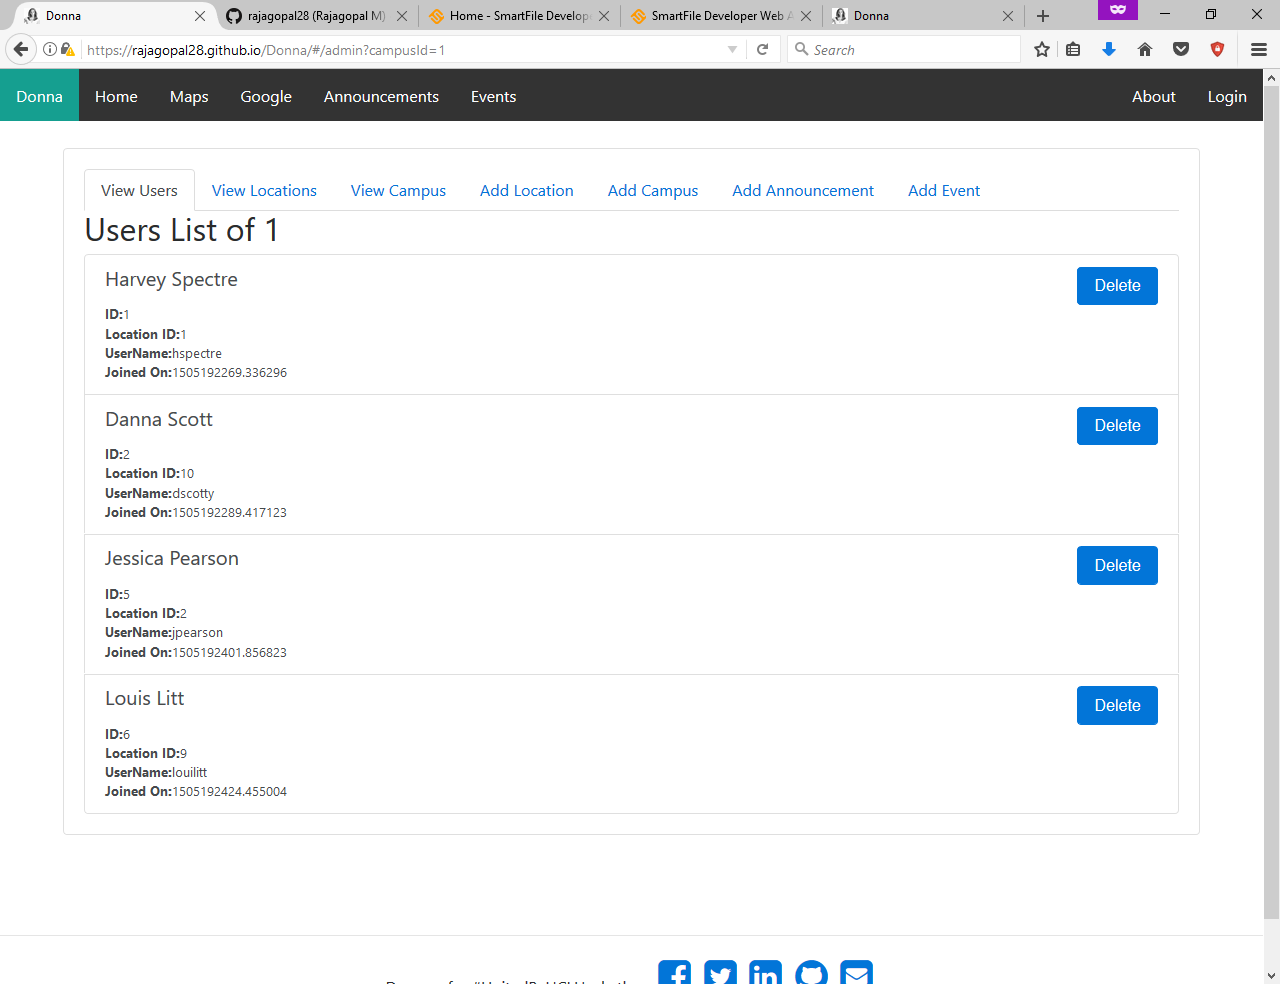 Donna
rajagopal28 (Rajagopal M)
Home - SmartFile Develop
SmartFile Developer Web A
Donna
https://rajagopal28.github.io/Donna/#/admin?campusId=1
Search
Donna Home Maps Google Announcements Events About Login
View Users View Locations View Campus Add Location Add Campus Add Announcement Add Event
Users List of 1
Harvey Spectre
Delete
ID:1
Location ID:1
UserName:hspectre
Joined On:1505192269.336296
Danna Scott
Delete
ID:2
Location ID:10
UserName:dscotty
Joined On:1505192289.417123
Jessica Pearson
Delete
ID:5
Location ID:2
UserName:jpearson
Joined On:1505192401.856823
Louis Litt
Delete
ID:6
Location ID:9
UserName:louilitt
Joined On:1505192424.455004